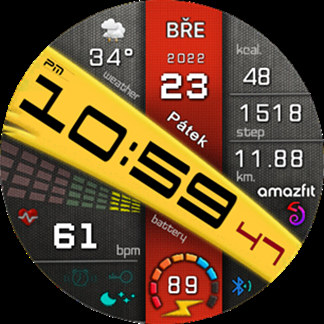 BŘE
34°
weather
2022
23
Pátek
kcal.
48
1518
step
11.88
km.
amazfit
PM
10:59
47
61
bpm
battery
89